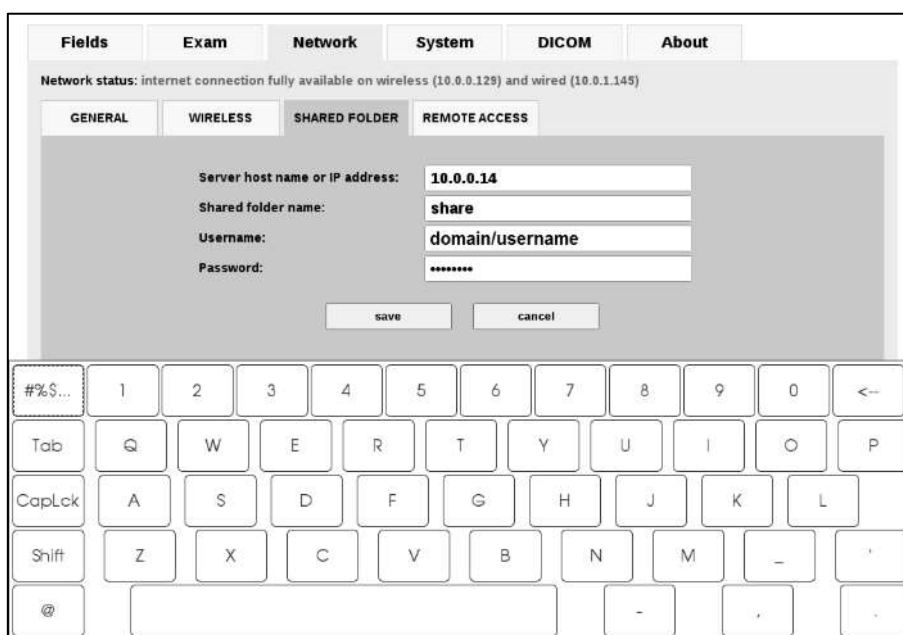 Fields Exam Network System DICOM About
Network status: internet connection fully available on wireless (10.0.0.129) and wired (10.0.1.145)
GENERAL WIRELESS SHARED FOLDER REMOTE ACCESS
Server host name or IP address: 10.0.0.14
Shared folder name: share
Username: domain/username
Password: ••••••••
save cancel
#%$... 1 2 3 4 5 6 7 8 9 0 <--
Tab Q W E R T Y U I O P
CapLck A S D F G H J K L
Shift Z X C V B N M _ '
@ - , .